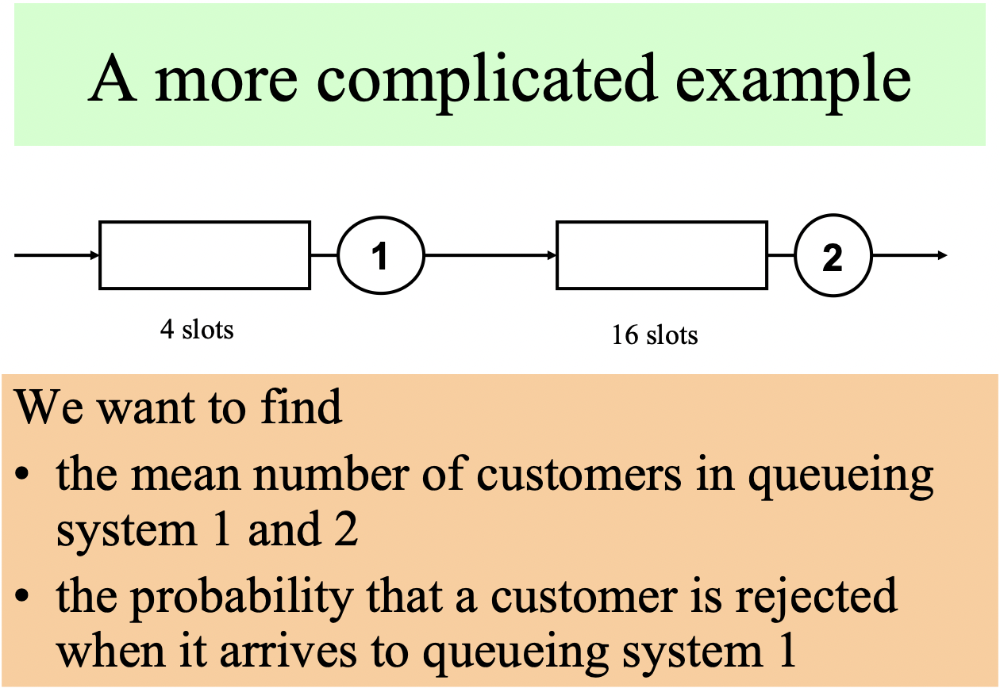 A more complicated example
1
2
4 slots
16 slots
We want to find
• the mean number of customers in queueing
system 1 and 2
• the probability that a customer is rejected
when it arrives to queueing system 1